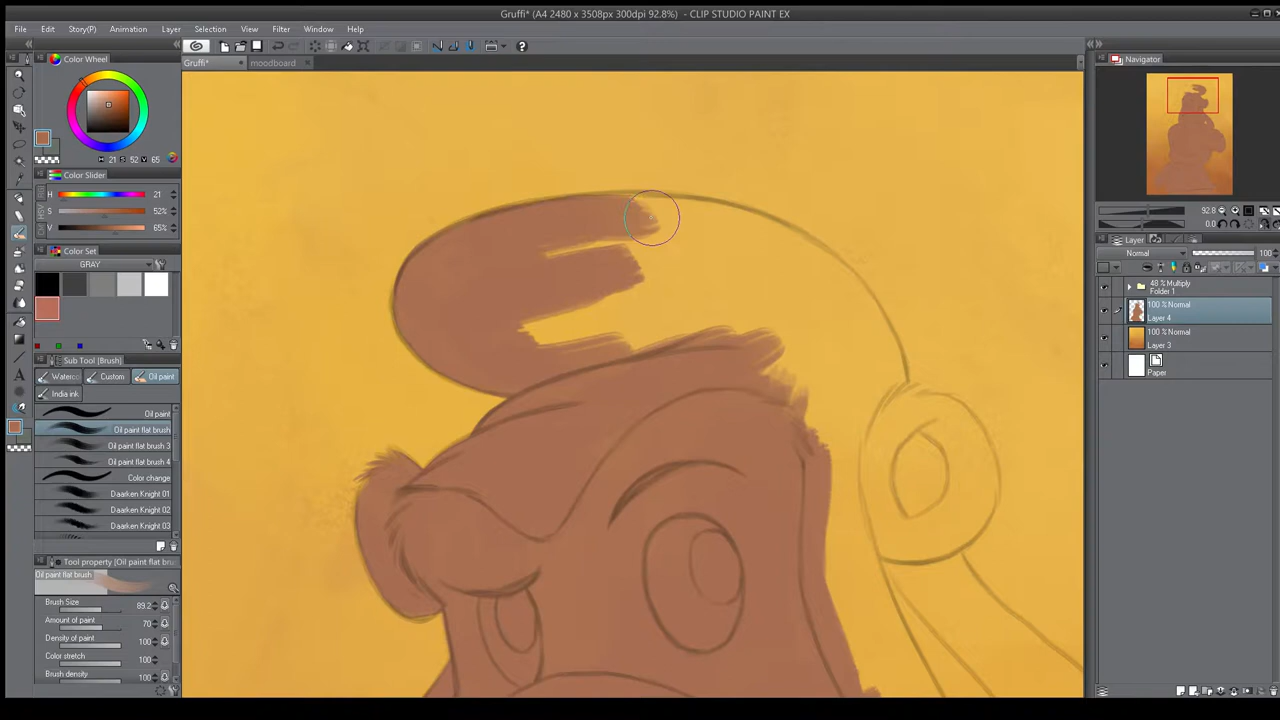 Gruffi* (A4 2480 x 3508px 300dpi 92.8%) - CLIP STUDIO PAINT EX
File Edit Story(P) Animation Layer Selection View Filter Window Help
Color Wheel
Gruffi*
moodboard
Navigator
H 21 S 52 V 65
Color Slider
H 21
S 52%
V 65%
Color Set
GRAY
Sub Tool [Brush]
Waterco Custom Oil paint
India ink
Oil paint
Oil paint flat brush
Oil paint flat brush 3
Oil paint flat brush 4
Color change
Daarken Knight 01
Daarken Knight 02
Daarken Knight 03
Tool property [Oil paint flat bru
Oil paint flat brush
Brush Size 89.2
Amount of paint 70
Density of paint 100
Color stretch 100
Brush density 100
92.8
0.0
Layer
Normal 100
48 % Multiply
Folder 1
100 % Normal
Layer 4
100 % Normal
Layer 3
Paper